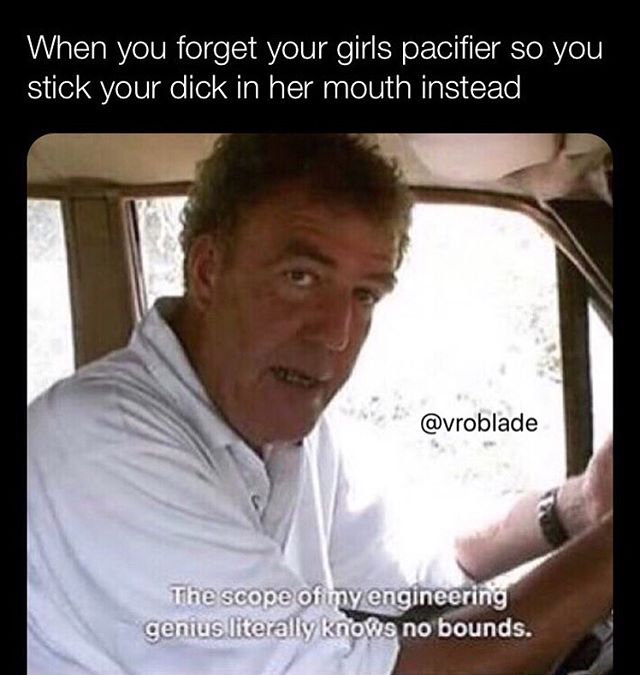 When you forget your girls pacifier so you
stick your dick in her mouth instead
@vroblade
The scope of my engineering
genius literally knows no bounds.